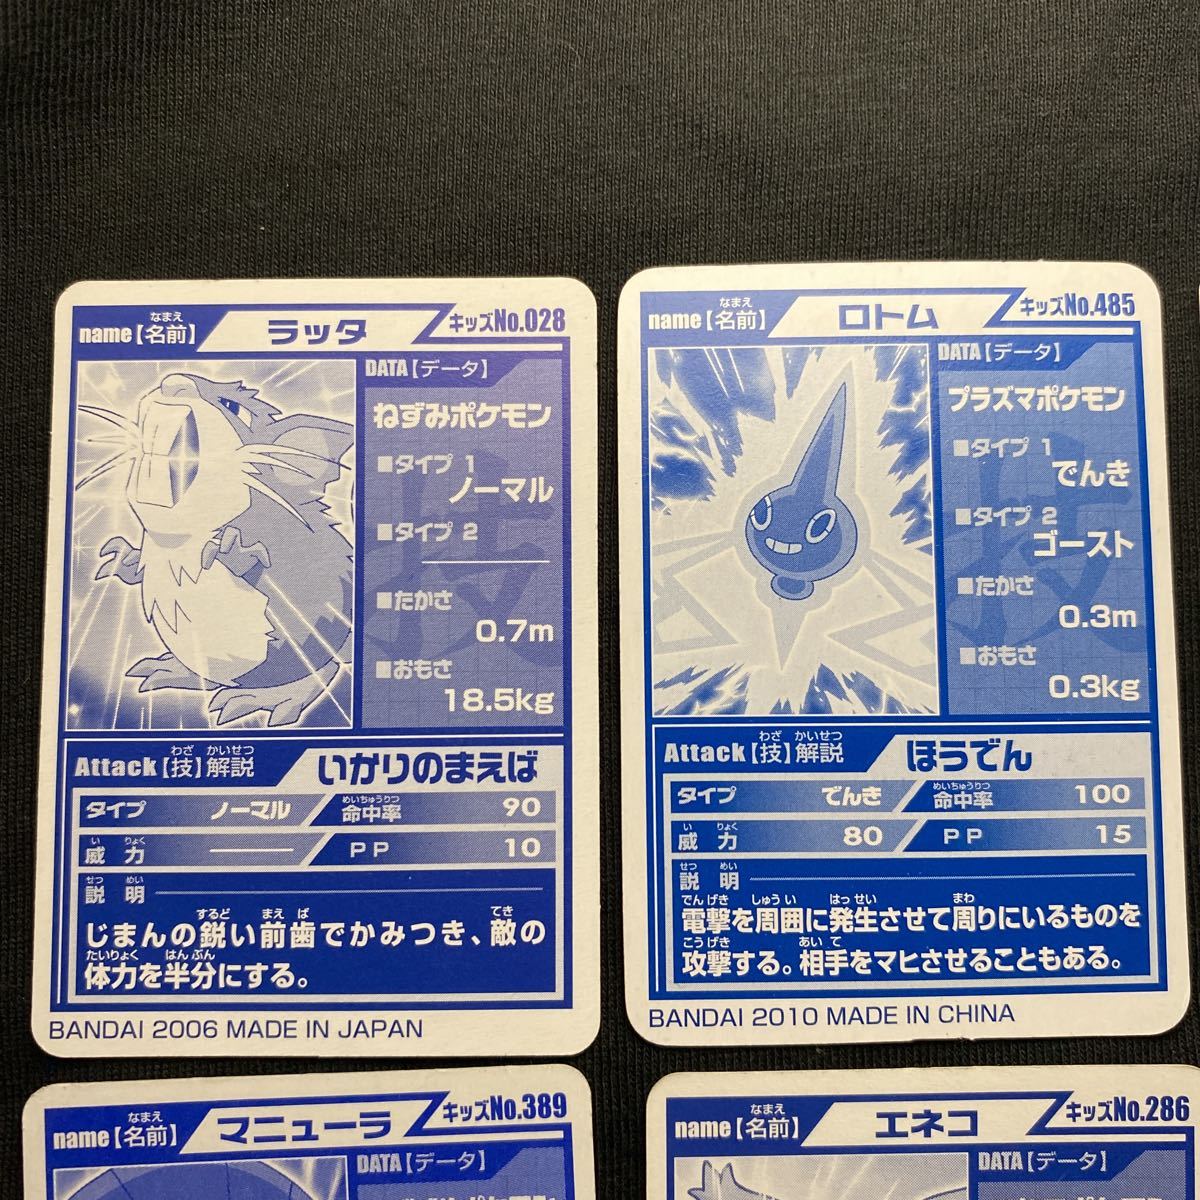 name【名前】 ラッタ キッズNo.028
なまえ
DATA【データ】
ねずみポケモン
■タイプ 1
ノーマル
■タイプ 2
■たかさ
0.7m
■おもさ
18.5kg
わざ かいせつ
Attack【技】解説 いかりのまえば
めいちゅうりつ
タイプ ノーマル 命中率 90
い りょく
威力 PP 10
せつ めい
説明
するど まえ ば てき
じまんの鋭い前歯でかみつき、敵の
たいりょく はんぶん
体力を半分にする。
BANDAI 2006 MADE IN JAPAN
なまえ
name【名前】 ロトム キッズNo.485
DATA【データ】
プラズマポケモン
■タイプ 1
でんき
■タイプ 2
ゴースト
■たかさ
0.3m
■おもさ
0.3kg
わざ かいせつ
Attack【技】解説 ほうでん
めいちゅうりつ
タイプ でんき 命中率 100
い りょく
威力 80 PP 15
せつ めい
説明
でんげき しゅうい はっせい まわ
電撃を周囲に発生させて周りにいるものを
こうげき あいて
攻撃する。相手をマヒさせることもある。
BANDAI 2010 MADE IN CHINA
なまえ
name【名前】 マニューラ キッズNo.389
DATA【データ】
なまえ
name【名前】 エネコ キッズNo.286
DATA【データ】